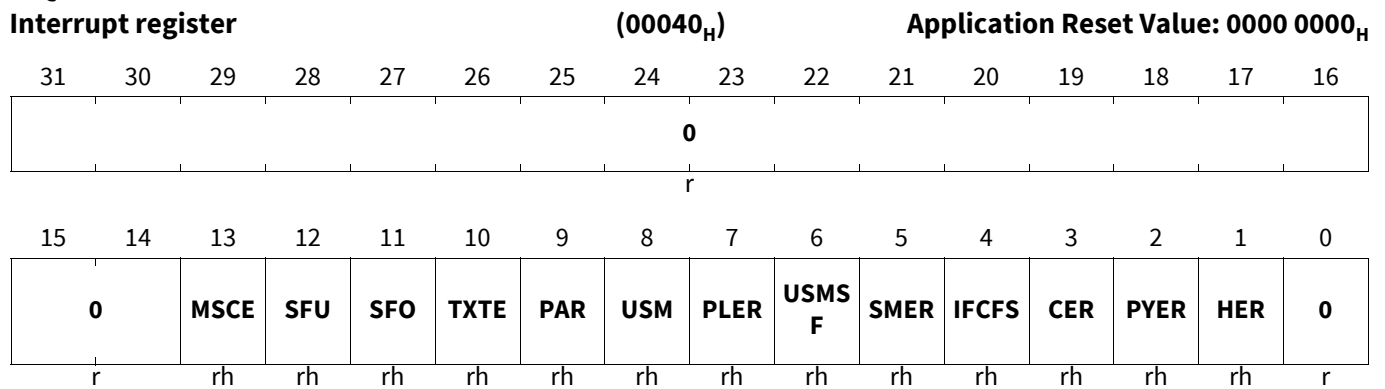 Interrupt register (00040H) Application Reset Value: 0000 0000H
31 30 29 28 27 26 25 24 23 22 21 20 19 18 17 16
0
r
15 14 13 12 11 10 9 8 7 6 5 4 3 2 1 0
0 MSCE SFU SFO TXTE PAR USM PLER USMS F SMER IFCFS CER PYER HER 0
r rh rh rh rh rh rh rh rh rh rh rh rh rh r